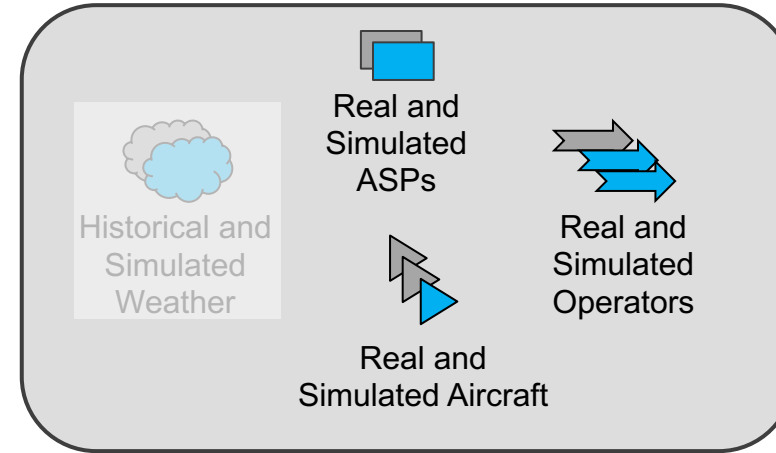 Real and
Simulated
ASPs
Historical and
Simulated
Weather
Real and
Simulated
Operators
Real and
Simulated Aircraft